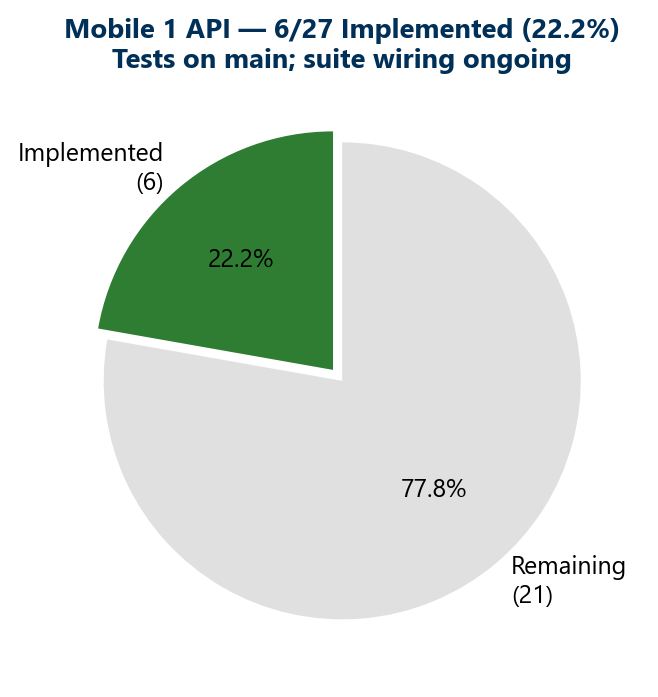 Mobile 1 API — 6/27 Implemented (22.2%)
Tests on main; suite wiring ongoing
Implemented
(6)
22.2%
77.8%
Remaining
(21)